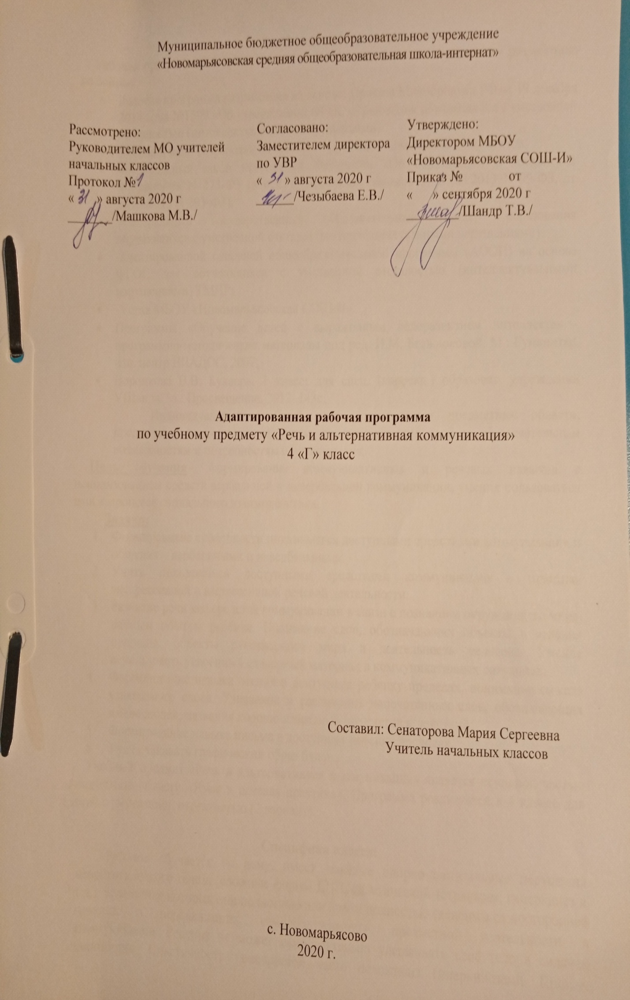 Муниципальное бюджетное общеобразовательное учреждение
«Новомарьясовская средняя общеобразовательная школа-интернат»
Рассмотрено:
Руководителем МО учителей
начальных классов
Протокол №1
« 31 » августа 2020 г
/Машкова М.В./
Согласовано:
Заместителем директора
по УВР
« 31 » августа 2020 г
/Чезыбаева Е.В./
Утверждено:
Директором МБОУ
«Новомарьясовская СОШ-И»
Приказ № от
« » сентября 2020 г
/Шандр Т.В./
Адаптированная рабочая программа
по учебному предмету «Речь и альтернативная коммуникация»
4 «Г» класс
Составил: Сенаторова Мария Сергеевна
Учитель начальных классов
с. Новомарьясово
2020 г.